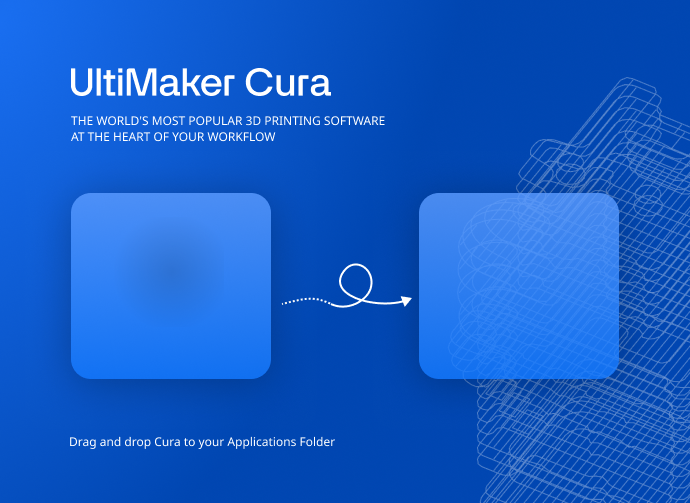 UltiMaker Cura
THE WORLD'S MOST POPULAR 3D PRINTING SOFTWARE
AT THE HEART OF YOUR WORKFLOW
Drag and drop Cura to your Applications Folder